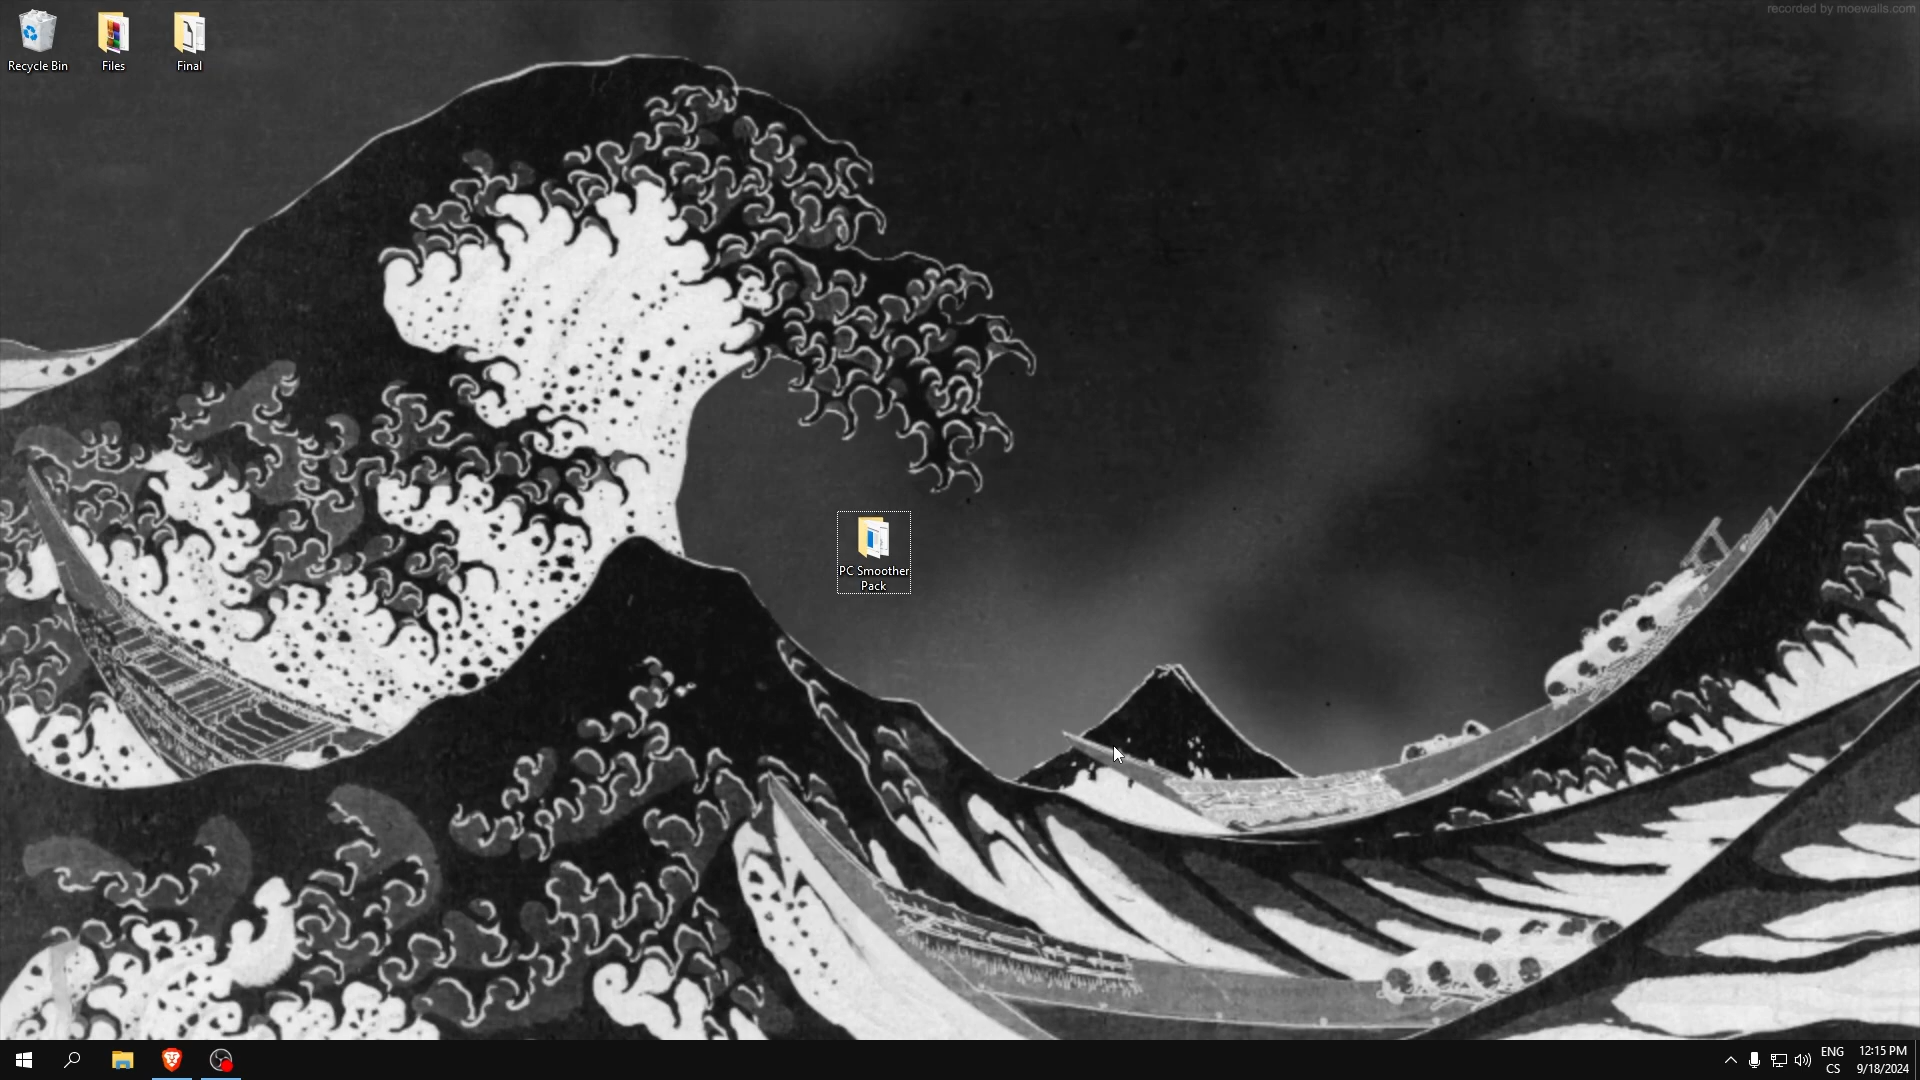 recorded by moewalls.com
Recycle Bin
Files
Final
PC Smoother
Pack
ENG
CS
12:15 PM
9/18/2024